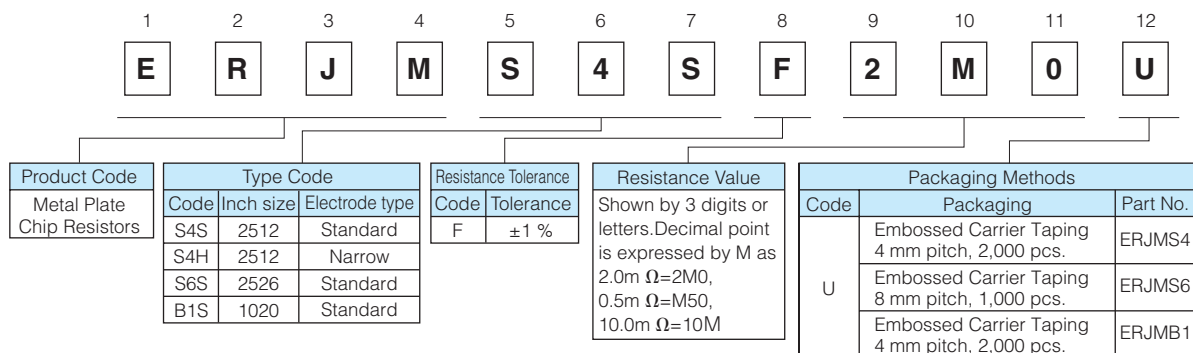 1 2 3 4 5 6 7 8 9 10 11 12
E R J M S 4 S F 2 M 0 U
Product Code
Metal Plate
Chip Resistors
Type Code
Code Inch size Electrode type
S4S 2512 Standard
S4H 2512 Narrow
S6S 2526 Standard
B1S 1020 Standard
Resistance Tolerance
Code Tolerance
F ±1 %
Resistance Value
Shown by 3 digits or
letters.Decimal point
is expressed by M as
2.0m Ω=2M0,
0.5m Ω=M50,
10.0m Ω=10M
Packaging Methods
Code Packaging Part No.
U
Embossed Carrier Taping
4 mm pitch, 2,000 pcs.
ERJMS4
Embossed Carrier Taping
8 mm pitch, 1,000 pcs.
ERJMS6
Embossed Carrier Taping
4 mm pitch, 2,000 pcs.
ERJMB1